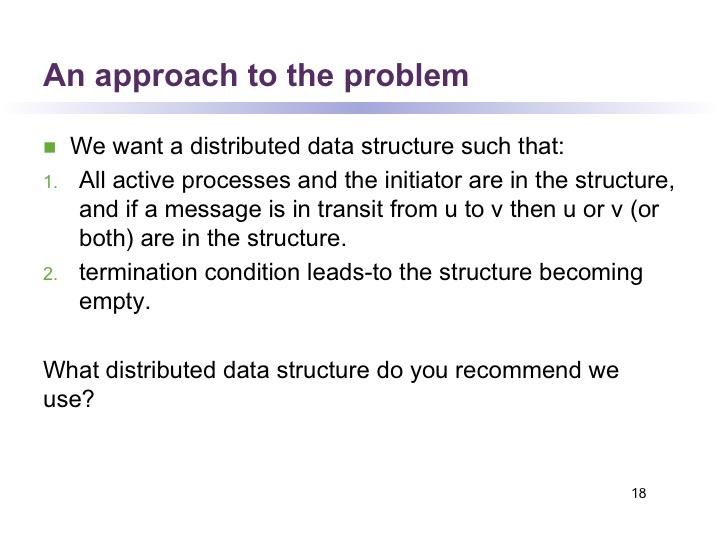 An approach to the problem
We want a distributed data structure such that:
1. All active processes and the initiator are in the structure,
and if a message is in transit from u to v then u or v (or
both) are in the structure.
2. termination condition leads-to the structure becoming
empty.
What distributed data structure do you recommend we
use?
18